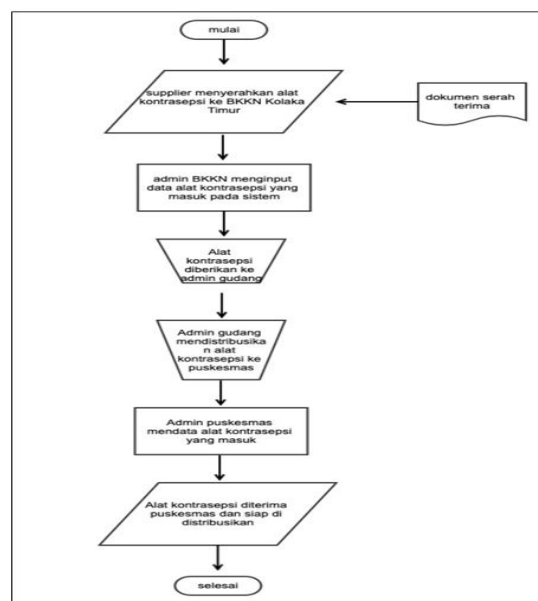 mulai
supplier menyerahkan alat
kontrasepsi ke BKKN Kolaka
Timur
dokumen serah
terima
admin BKKN menginput
data alat kontrasepsi yang
masuk pada sistem
Alat
kontrasepsi
diberikan ke
admin gudang
Admin gudang
mendistribusika
n alat
kontrasepsi ke
puskesmas
Admin puskesmas
mendata alat kontrasepsi
yang masuk
Alat kontrasepsi diterima
puskesmas dan siap di
distribusikan
selesai